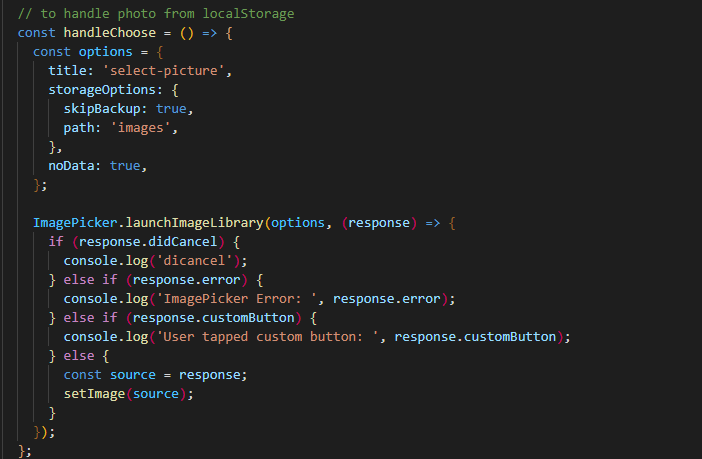 // to handle photo from localStorage
const handleChoose = () => {
const options = {
title: 'select-picture',
storageOptions: {
skipBackup: true,
path: 'images',
},
noData: true,
};
ImagePicker.launchImageLibrary(options, (response) => {
if (response.didCancel) {
console.log('dicancel');
} else if (response.error) {
console.log('ImagePicker Error: ', response.error);
} else if (response.customButton) {
console.log('User tapped custom button: ', response.customButton);
} else {
const source = response;
setImage(source);
}
});
};